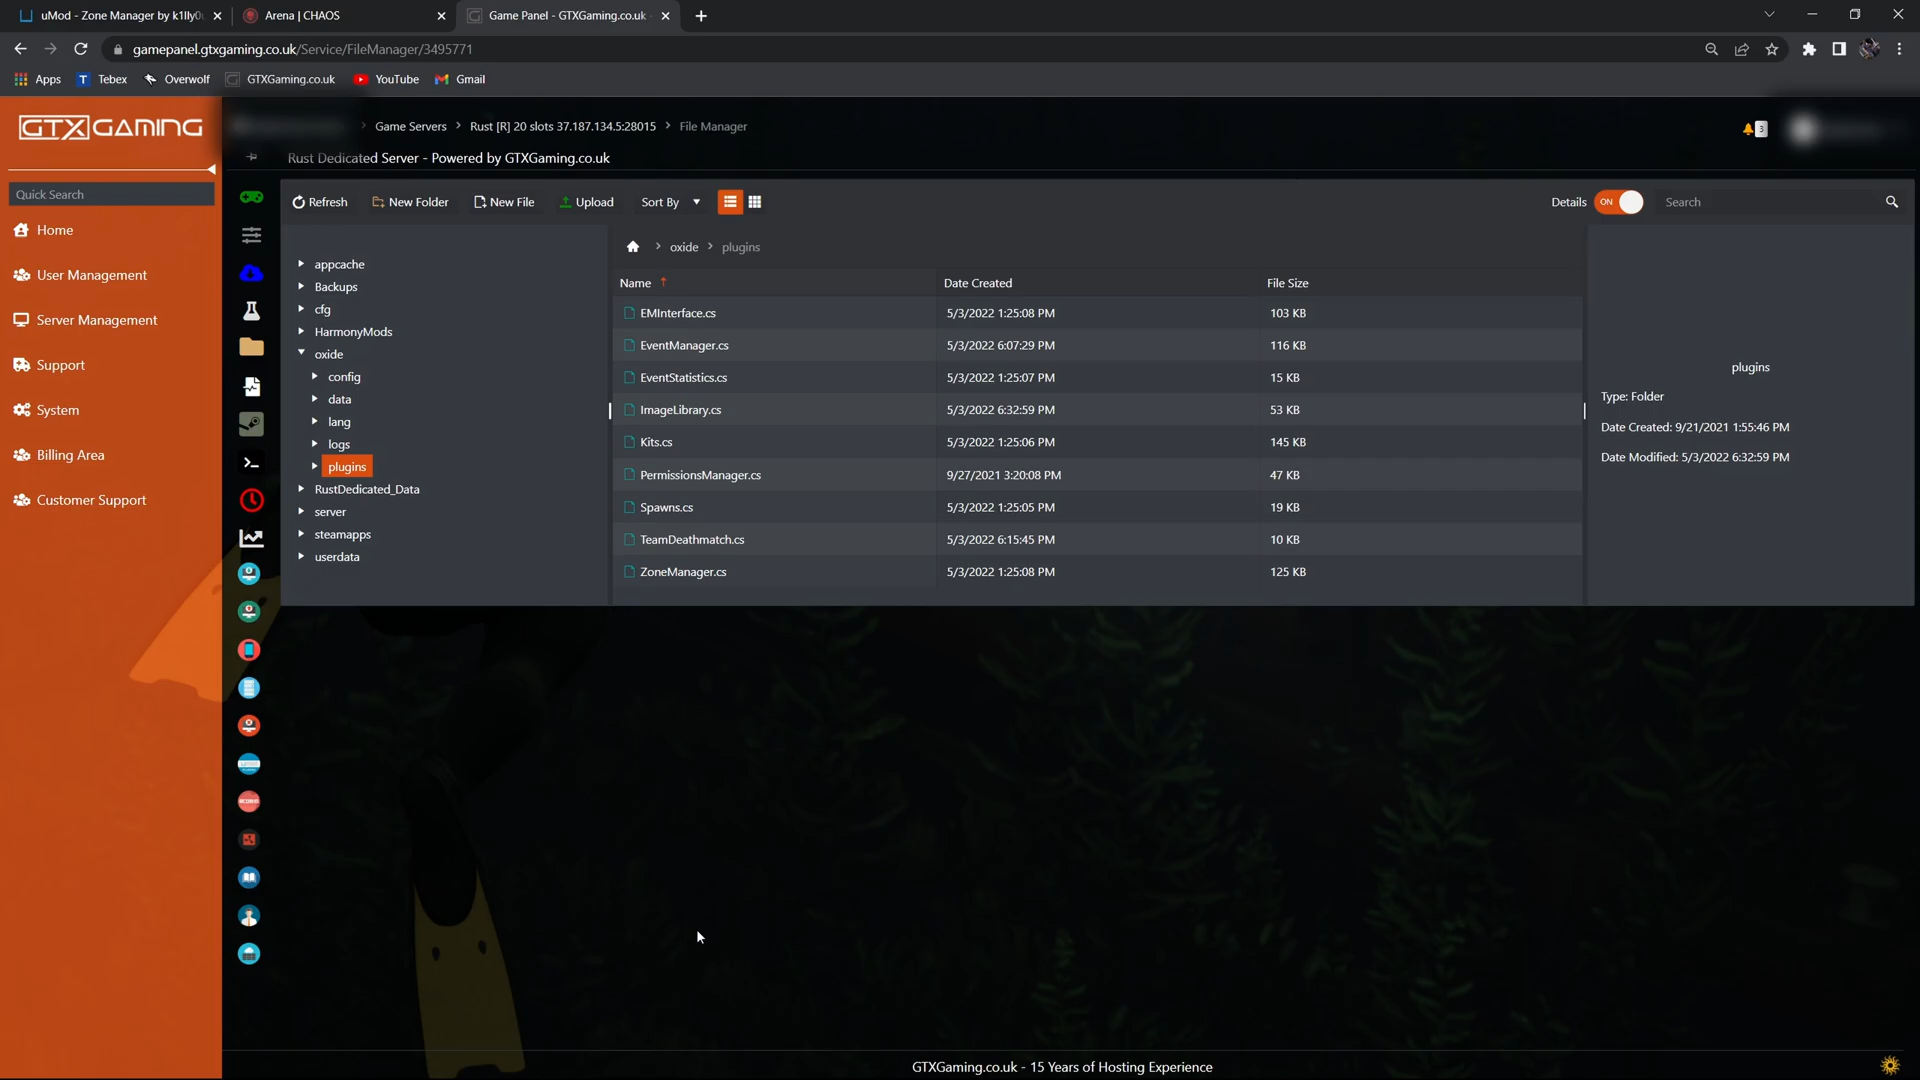 uMod - Zone Manager by k1lly0u
Arena | CHAOS
Game Panel - GTXGaming.co.uk
gamepanel.gtxgaming.co.uk/Service/FileManager/3495771
Apps
Tebex
Overwolf
GTXGaming.co.uk
YouTube
Gmail
GTXGAMING
Game Servers > Rust [R] 20 slots 37.187.134.5:28015 > File Manager
3
Rust Dedicated Server - Powered by GTXGaming.co.uk
Quick Search
Home
User Management
Server Management
Support
System
Billing Area
Customer Support
Refresh
New Folder
New File
Upload
Sort By
Details
ON
Search
appcache
Backups
cfg
HarmonyMods
oxide
config
data
lang
logs
plugins
RustDedicated_Data
server
steamapps
userdata
> oxide > plugins
Name Date Created File Size
EMInterface.cs 5/3/2022 1:25:08 PM 103 KB
EventManager.cs 5/3/2022 6:07:29 PM 116 KB
EventStatistics.cs 5/3/2022 1:25:07 PM 15 KB
ImageLibrary.cs 5/3/2022 6:32:59 PM 53 KB
Kits.cs 5/3/2022 1:25:06 PM 145 KB
PermissionsManager.cs 9/27/2021 3:20:08 PM 47 KB
Spawns.cs 5/3/2022 1:25:05 PM 19 KB
TeamDeathmatch.cs 5/3/2022 6:15:45 PM 10 KB
ZoneManager.cs 5/3/2022 1:25:08 PM 125 KB
plugins
Type: Folder
Date Created: 9/21/2021 1:55:46 PM
Date Modified: 5/3/2022 6:32:59 PM
GTXGaming.co.uk - 15 Years of Hosting Experience